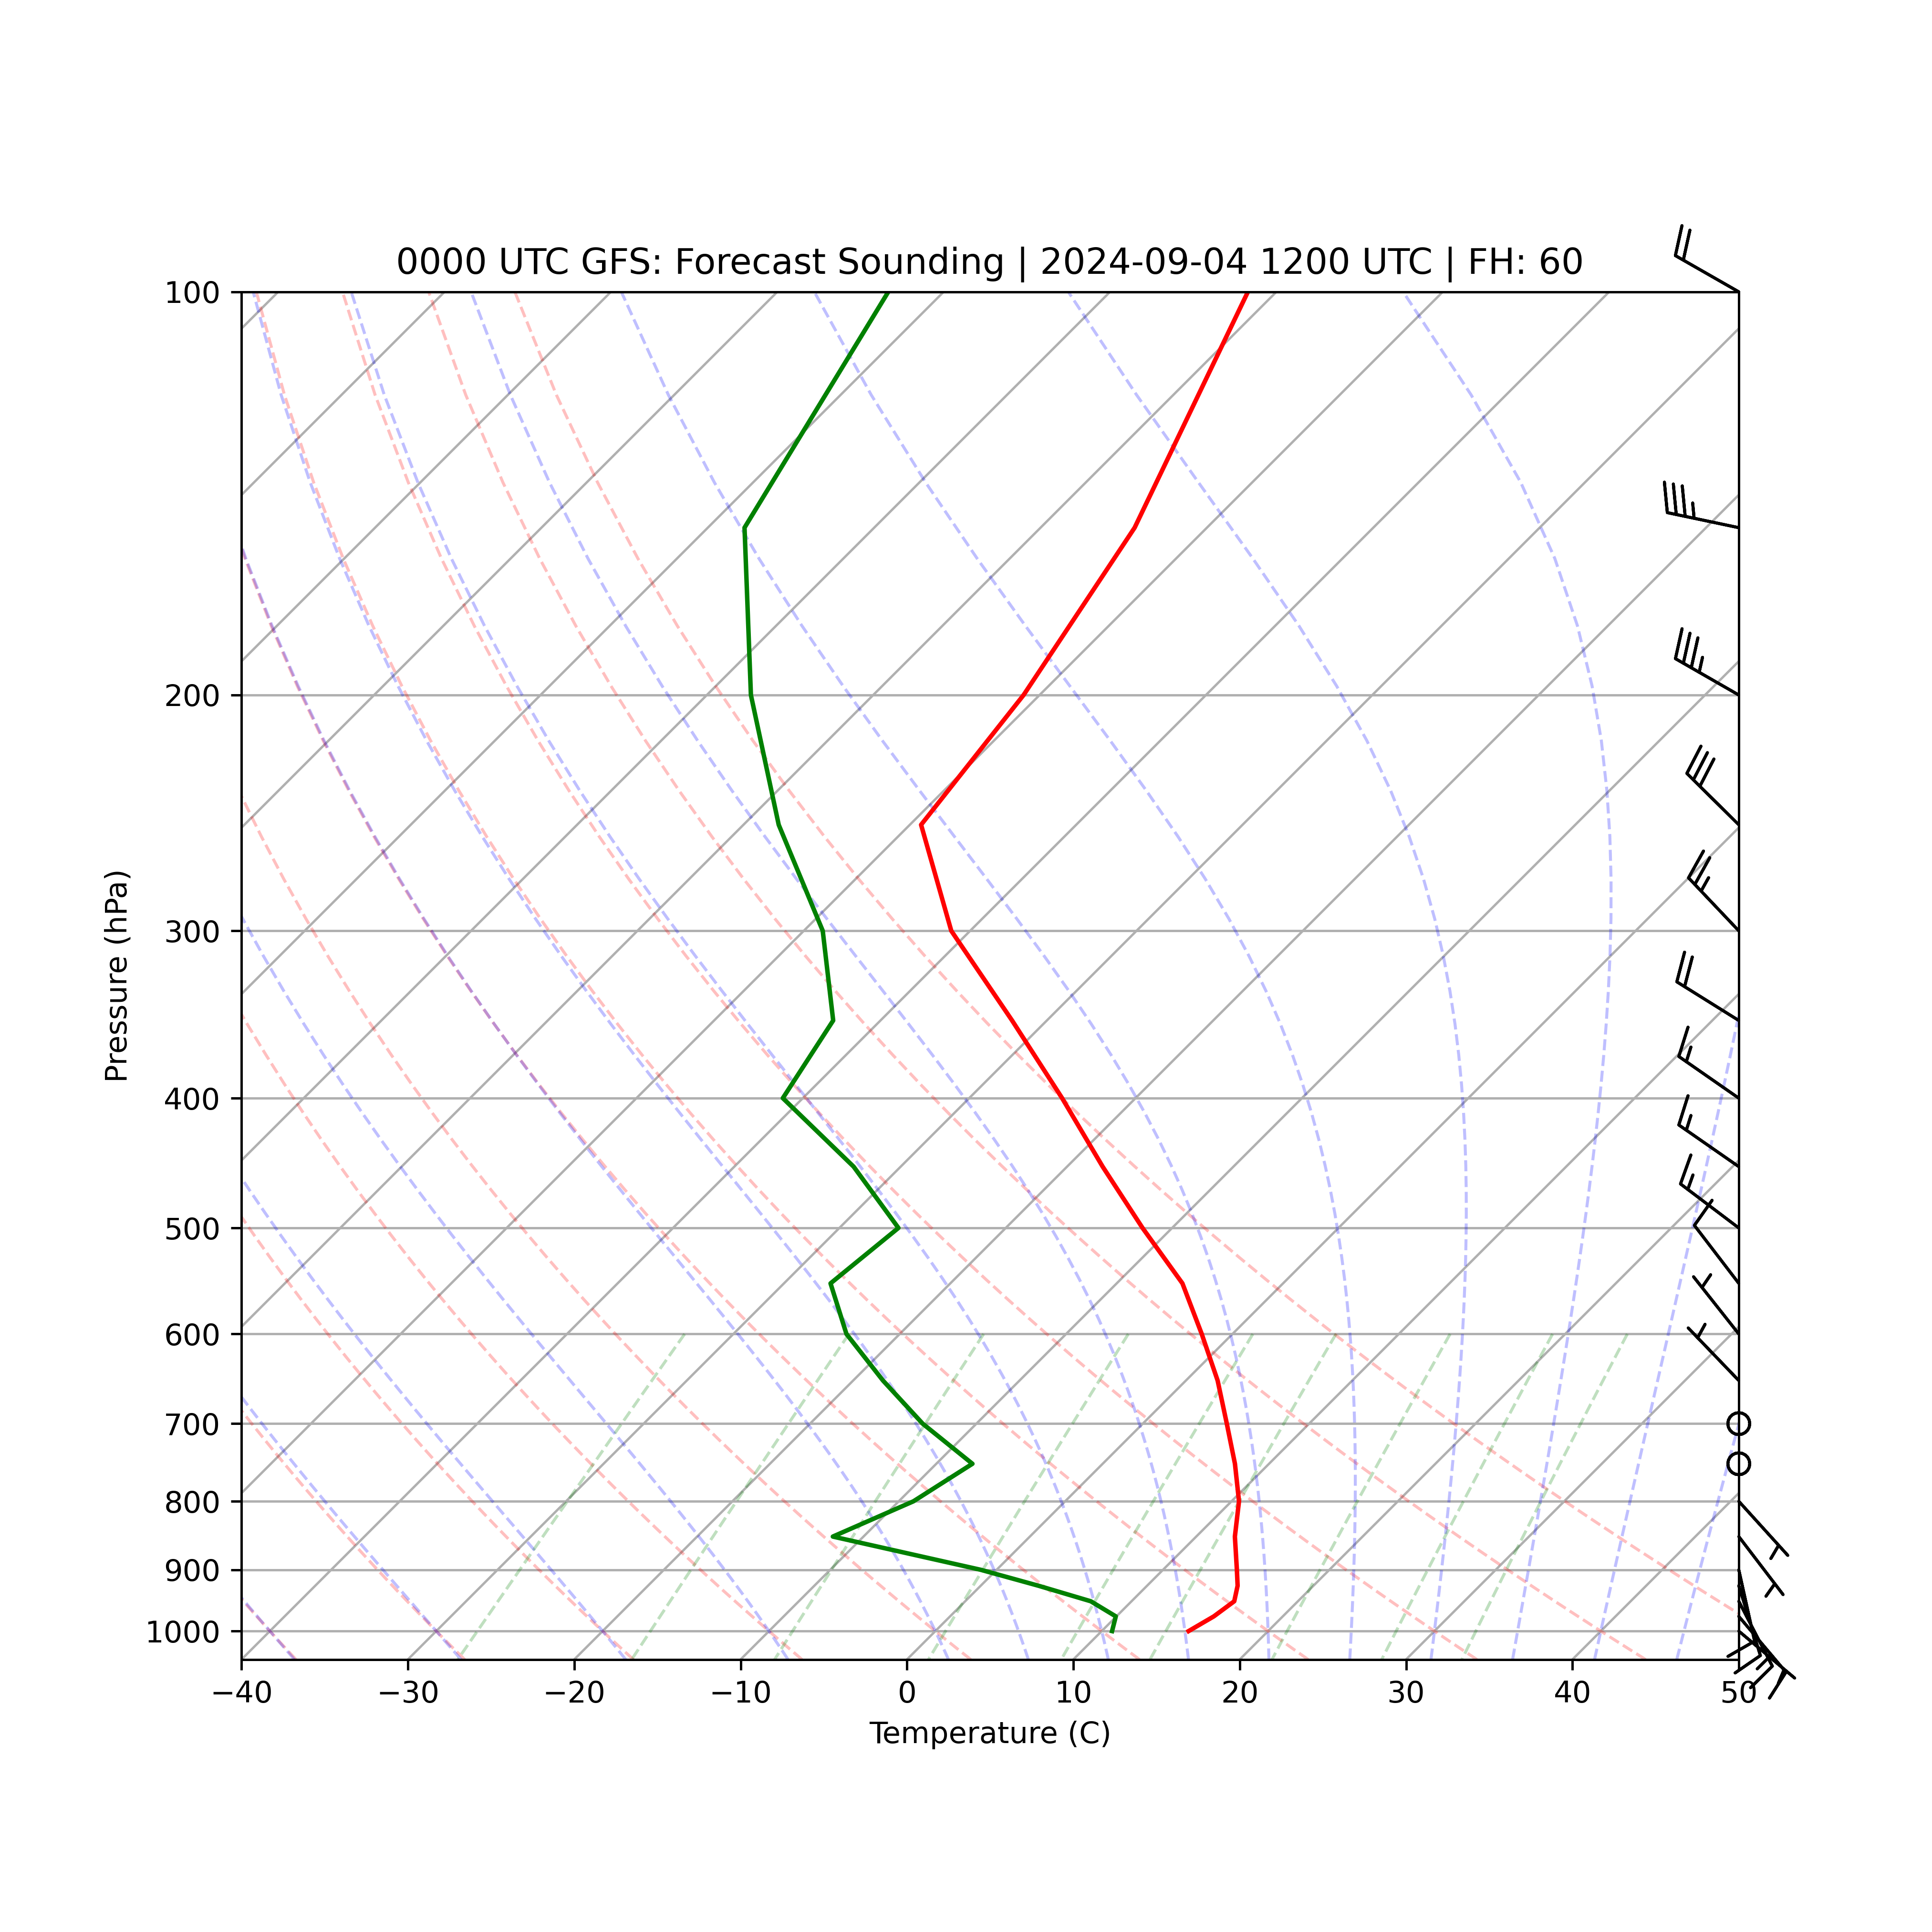 0000 UTC GFS: Forecast Sounding | 2024-09-04 1200 UTC | FH: 60
100
200
300
400
500
600
700
800
900
1000
Pressure (hPa)
−40 −30 −20 −10 0 10 20 30 40 50
Temperature (C)